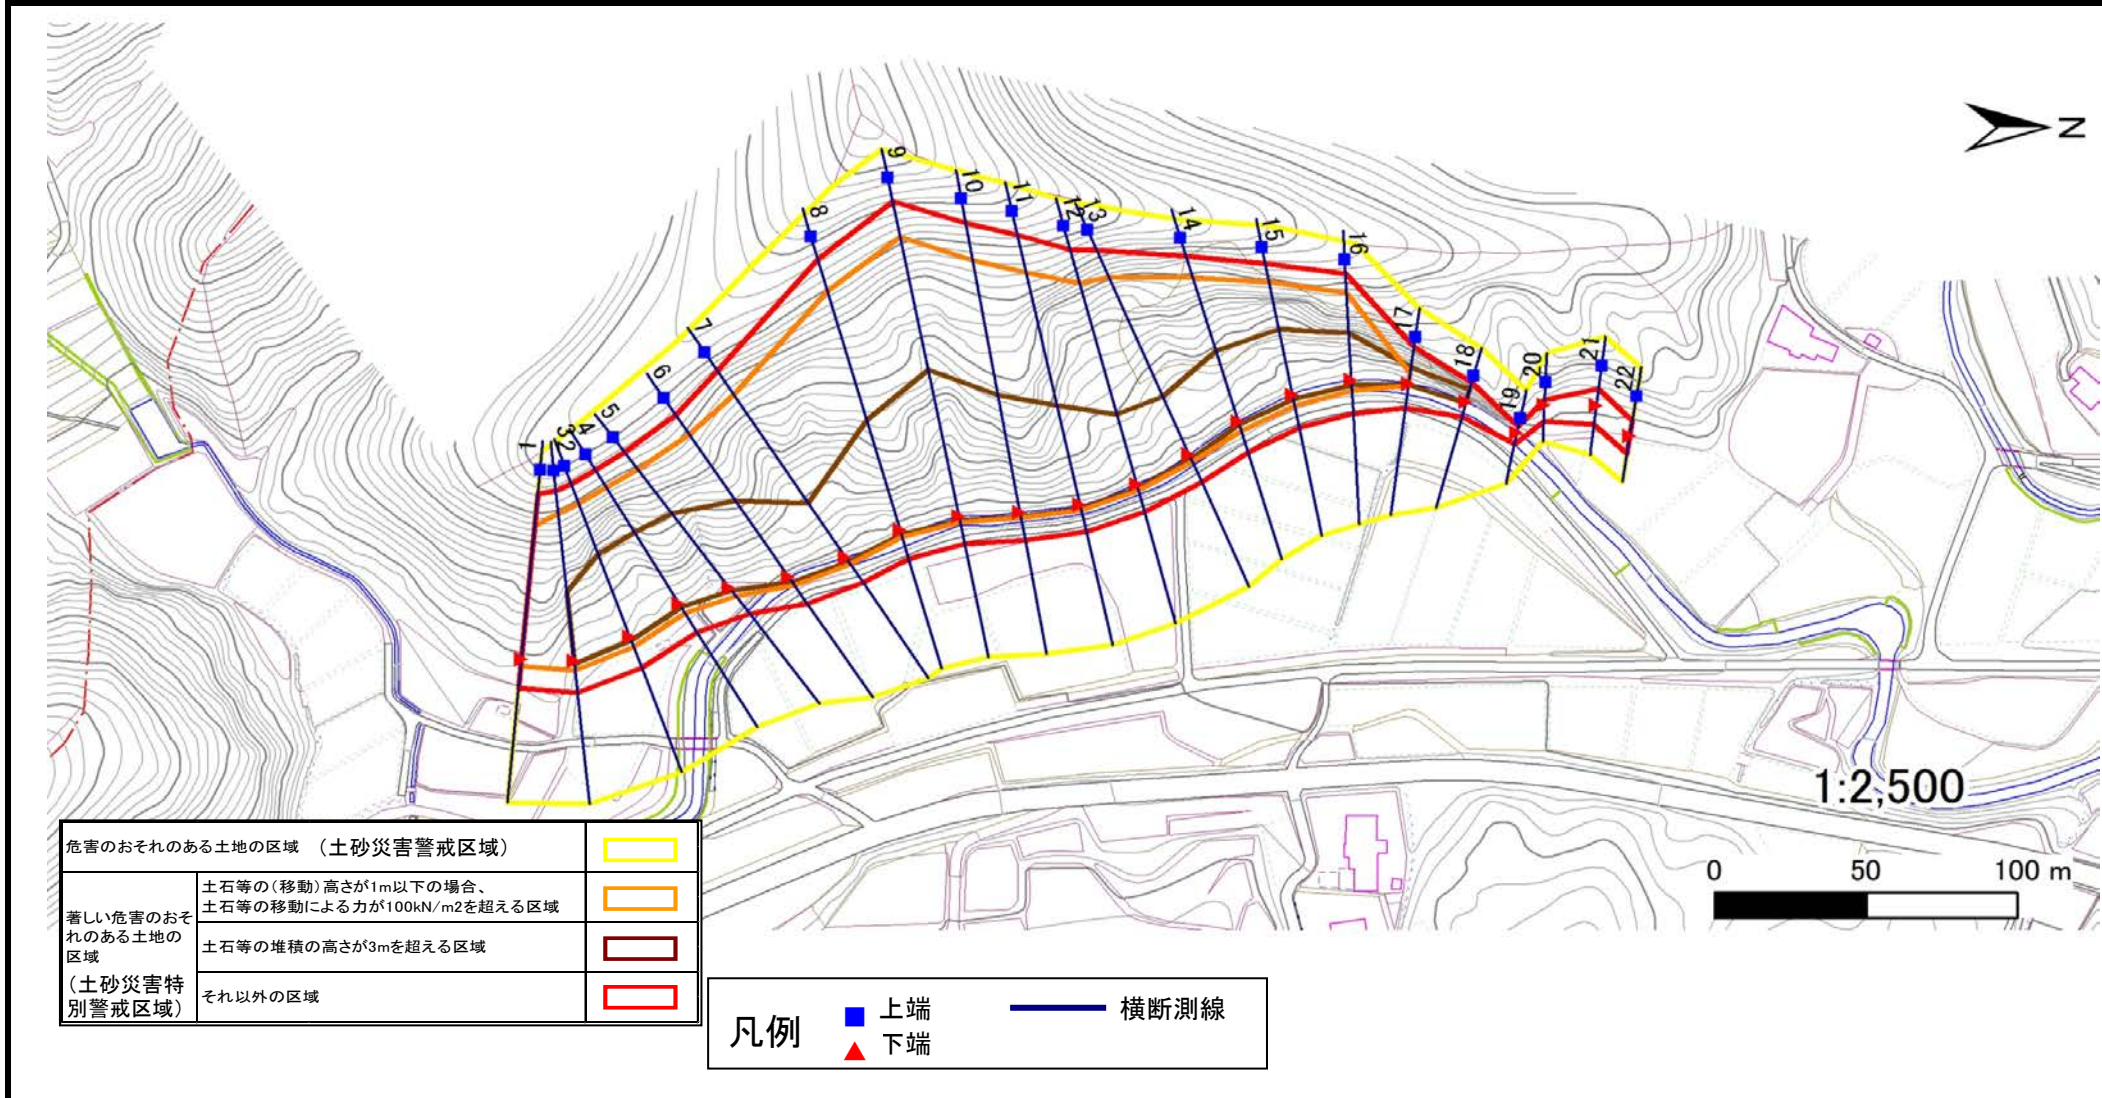 9
10
11
12
13
14
15
16
8
7
6
5
4
3
2
1
17
18
19
20
21
22
N
1:2,500
0 50 100 m
危害のおそれのある土地の区域 （土砂災害警戒区域）
著しい危害のおそ
れのある土地の
区域
（土砂災害特
別警戒区域）
土石等の（移動）高さが1m以下の場合、
土石等の移動による力が100kN/m2を超える区域
土石等の堆積の高さが3mを超える区域
それ以外の区域
凡例
上端
下端
横断測線